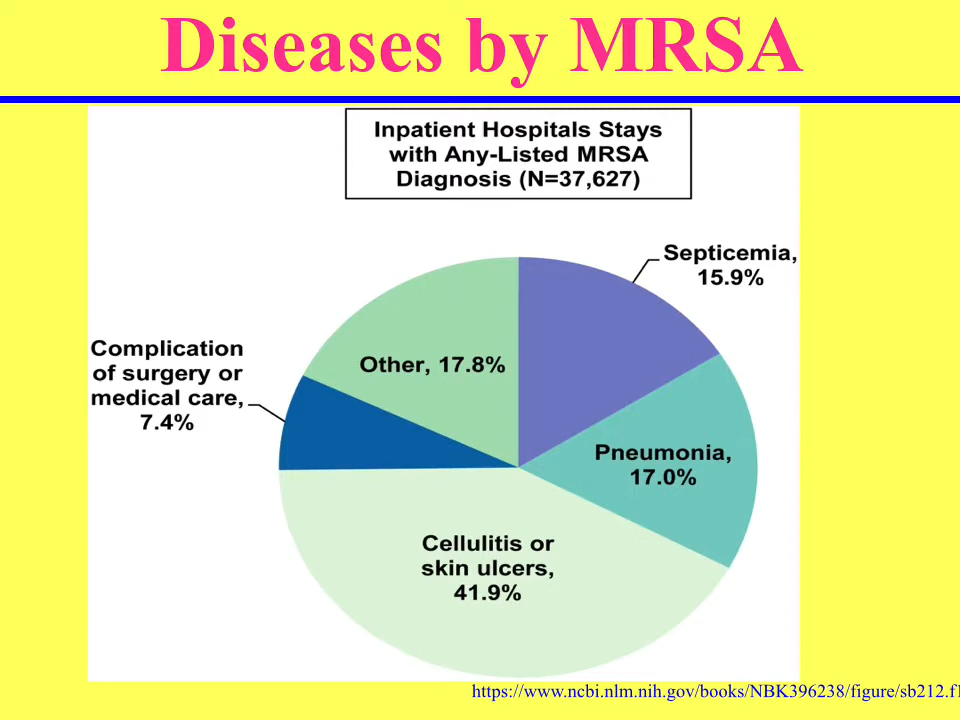 Diseases by MRSA
Inpatient Hospitals Stays
with Any-Listed MRSA
Diagnosis (N=37,627)
Septicemia,
15.9%
Complication
of surgery or
medical care,
7.4%
Other, 17.8%
Pneumonia,
17.0%
Cellulitis or
skin ulcers,
41.9%
https://www.ncbi.nlm.nih.gov/books/NBK396238/figure/sb212.f1